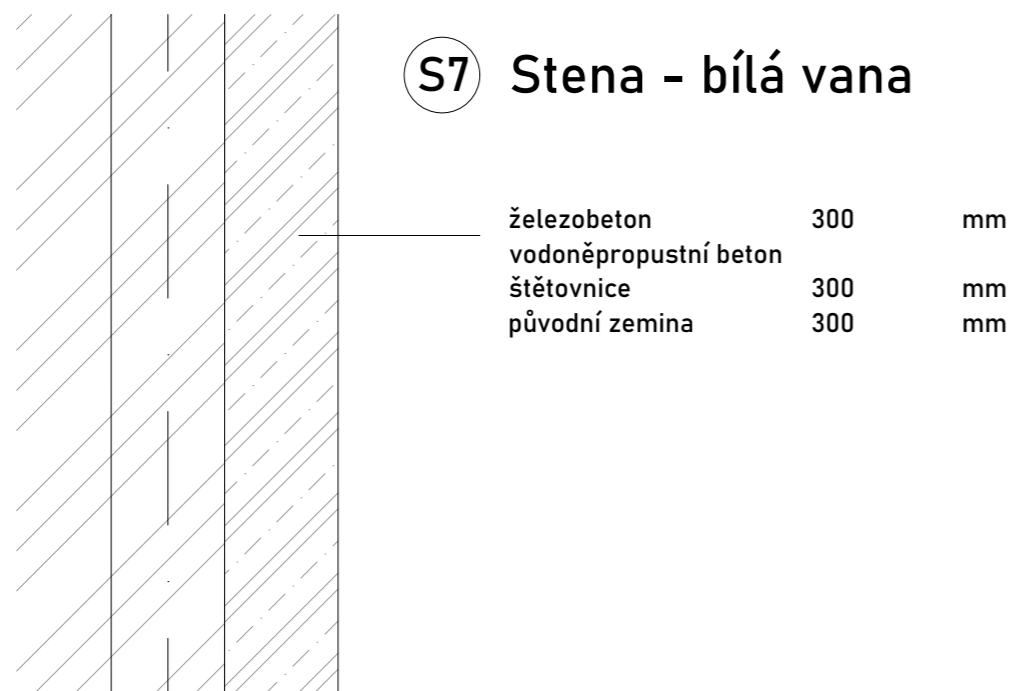 S7 Stena - bílá vana
železobeton 300 mm
vodoněpropustní beton
štětovnice 300 mm
původní zemina 300 mm